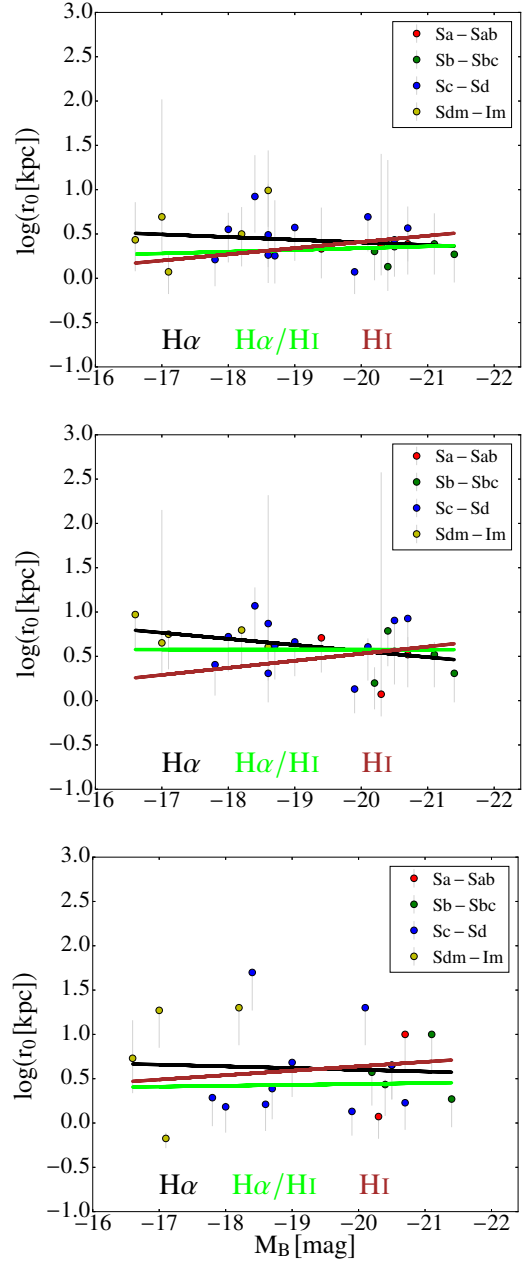 3.0
2.5
2.0
1.5
1.0
0.5
0.0
−0.5
−1.0
log(r₀[kpc])
Sa − Sab
Sb − Sbc
Sc − Sd
Sdm − Im
Hα Hα/HI HI
−16 −17 −18 −19 −20 −21 −22
3.0
2.5
2.0
1.5
1.0
0.5
0.0
−0.5
−1.0
log(r₀[kpc])
Sa − Sab
Sb − Sbc
Sc − Sd
Sdm − Im
Hα Hα/HI HI
−16 −17 −18 −19 −20 −21 −22
3.0
2.5
2.0
1.5
1.0
0.5
0.0
−0.5
−1.0
log(r₀[kpc])
Sa − Sab
Sb − Sbc
Sc − Sd
Sdm − Im
Hα Hα/HI HI
−16 −17 −18 −19 −20 −21 −22
M_B[mag]